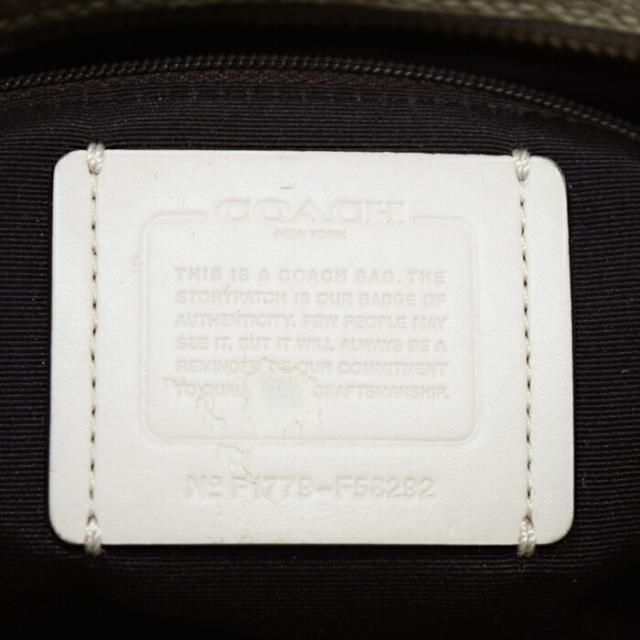 COACH
NEW YORK
THIS IS A COACH BAG. THE
STORYPATCH IS OUR BADGE OF
AUTHENTICITY. FEW PEOPLE MAY
SEE IT, BUT IT WILL ALWAYS BE A
REMINDER OF OUR COMMITMENT
TO CRAFTSMANSHIP.
Nº F1779-F58292